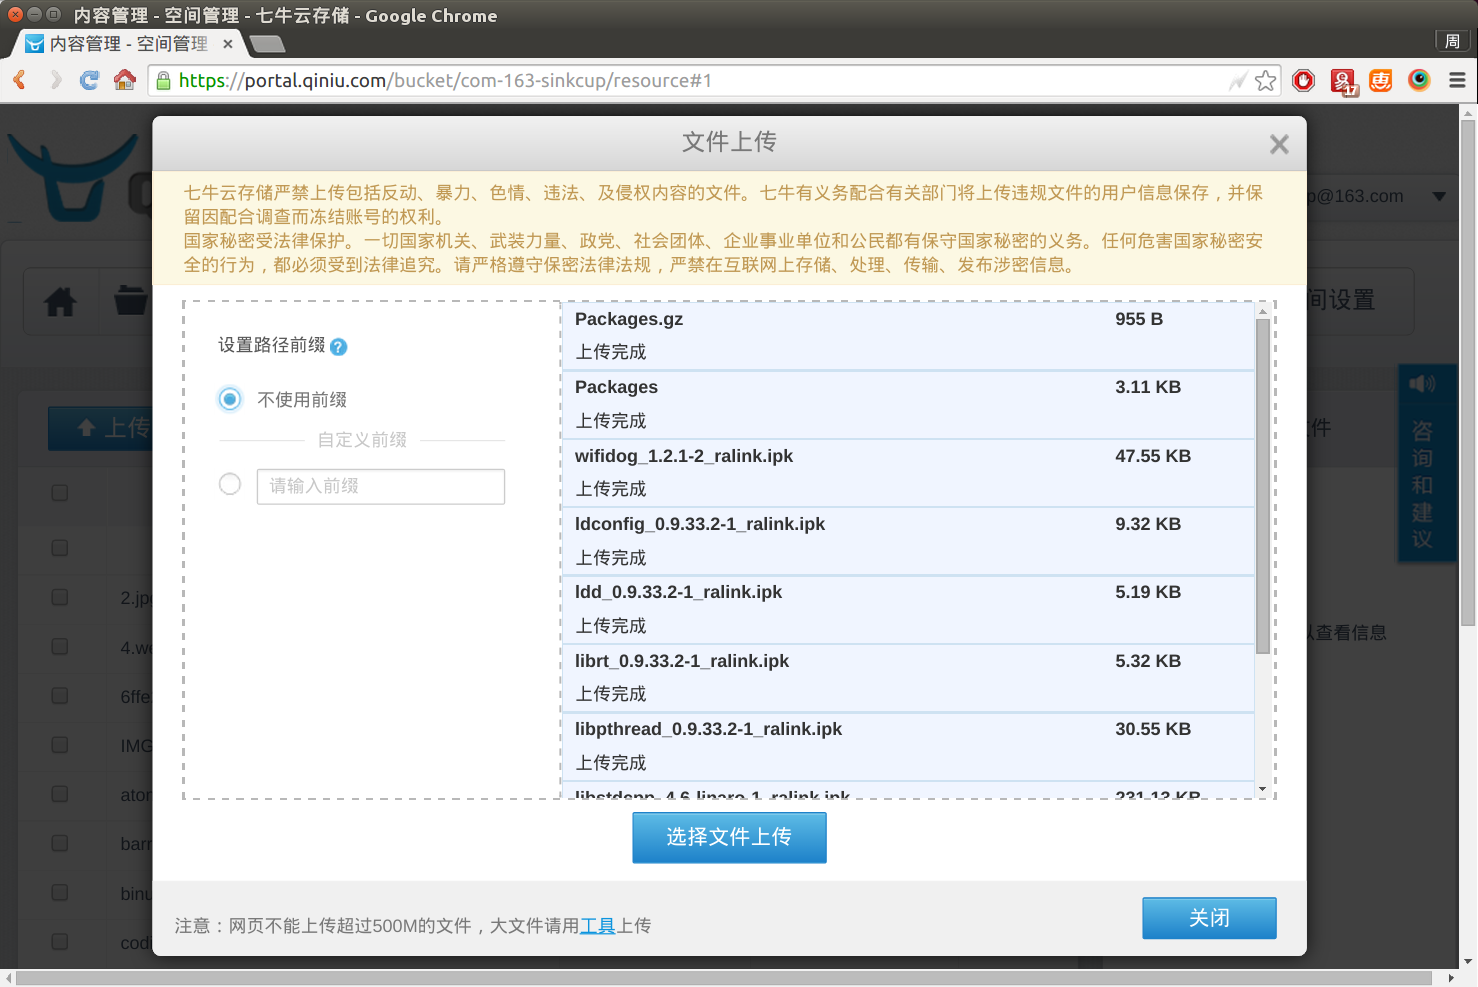 内容管理 - 空间管理 - 七牛云存储 - Google Chrome
内容管理 - 空间管理
周
https://portal.qiniu.com/bucket/com-163-sinkcup/resource#1
17
文件上传
七牛云存储严禁上传包括反动、暴力、色情、违法、及侵权内容的文件。七牛有义务配合有关部门将上传违规文件的用户信息保存，并保
留因配合调查而冻结账号的权利。
国家秘密受法律保护。一切国家机关、武装力量、政党、社会团体、企业事业单位和公民都有保守国家秘密的义务。任何危害国家秘密安
全的行为，都必须受到法律追究。请严格遵守保密法律法规，严禁在互联网上存储、处理、传输、发布涉密信息。
p@163.com
间设置
设置路径前缀 ?
不使用前缀
自定义前缀
请输入前缀
Packages.gz 955 B
上传完成
Packages 3.11 KB
上传完成
wifidog_1.2.1-2_ralink.ipk 47.55 KB
上传完成
ldconfig_0.9.33.2-1_ralink.ipk 9.32 KB
上传完成
ldd_0.9.33.2-1_ralink.ipk 5.19 KB
上传完成
librt_0.9.33.2-1_ralink.ipk 5.32 KB
上传完成
libpthread_0.9.33.2-1_ralink.ipk 30.55 KB
上传完成
libstdcpp_4.6-linaro-1_ralink.ipk 231.13 KB
上传
2.jp
4.we
6ffe
IMG
ator
barr
binu
codi
件
咨询和建议
以查看信息
选择文件上传
注意：网页不能上传超过500M的文件，大文件请用工具上传
关闭